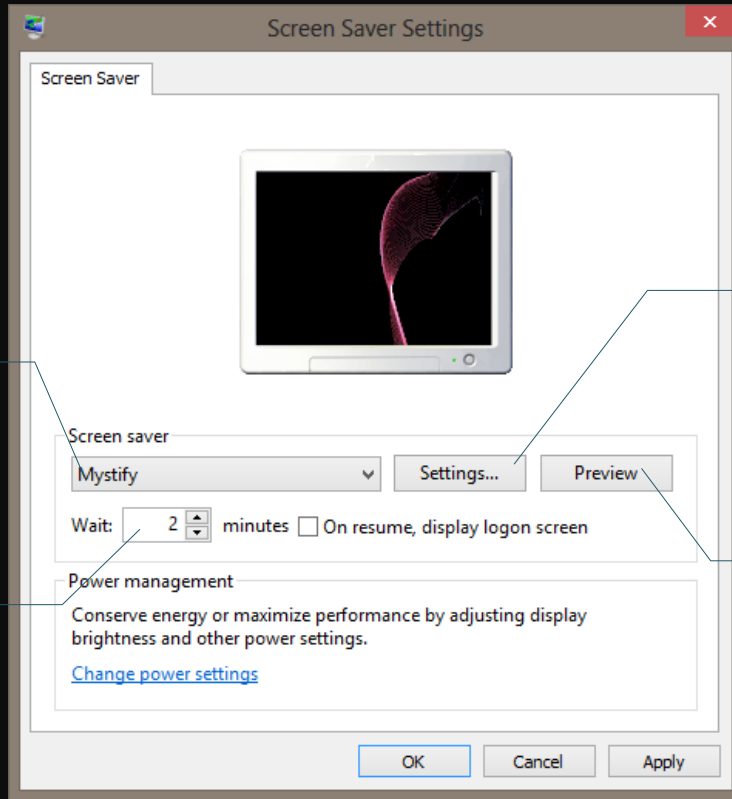 Screen Saver Settings
Screen Saver
Screen saver
Mystify
Settings...
Preview
Wait: 2 minutes On resume, display logon screen
Power management
Conserve energy or maximize performance by adjusting display
brightness and other power settings.
Change power settings
OK Cancel Apply